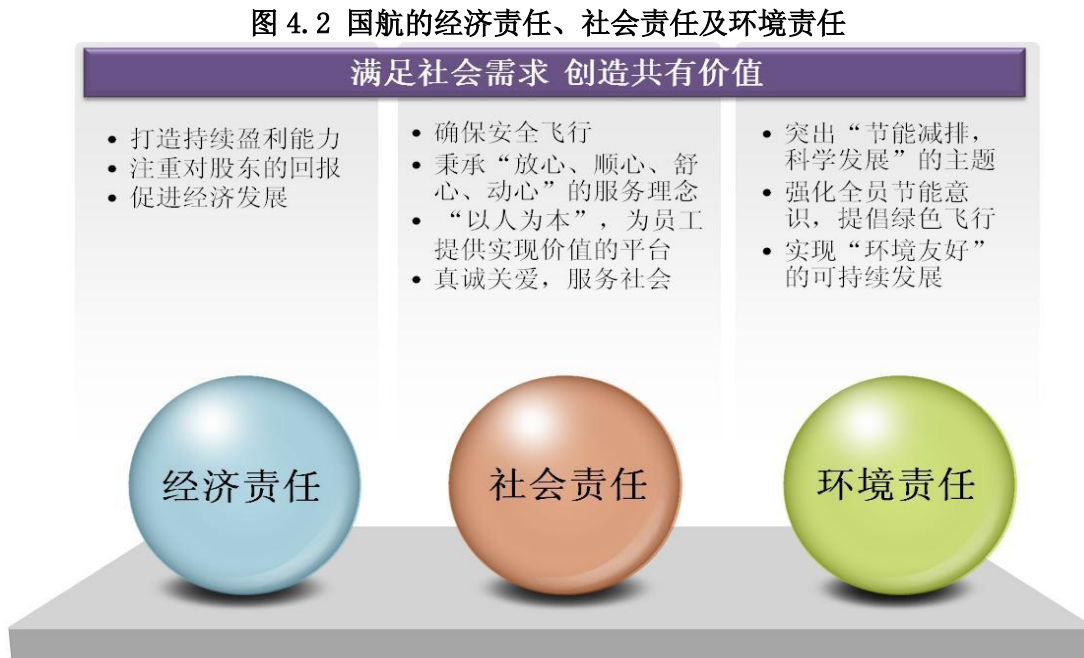 图 4.2 国航的经济责任、社会责任及环境责任
满足社会需求 创造共有价值
• 打造持续盈利能力
• 注重对股东的回报
• 促进经济发展
• 确保安全飞行
• 秉承“放心、顺心、舒
心、动心”的服务理念
• “以人为本”，为员工
提供实现价值的平台
• 真诚关爱，服务社会
• 突出“节能减排，
科学发展”的主题
• 强化全员节能意
识，提倡绿色飞行
• 实现“环境友好”
的可持续发展
经济责任
社会责任
环境责任